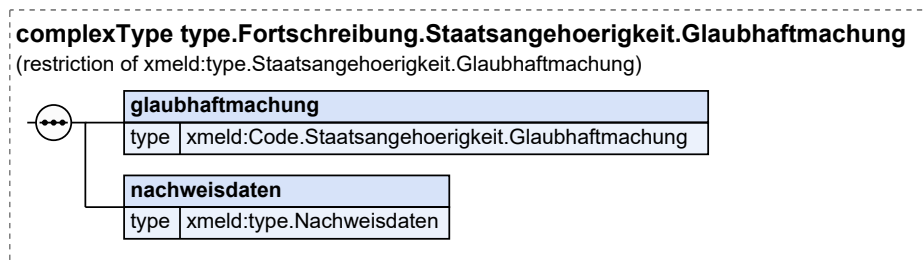 complexType type.Fortschreibung.Staatsangehoerigkeit.Glaubhaftmachung
(restriction of xmeld:type.Staatsangehoerigkeit.Glaubhaftmachung)
glaubhaftmachung
type xmeld:Code.Staatsangehoerigkeit.Glaubhaftmachung
nachweisdaten
type xmeld:type.Nachweisdaten